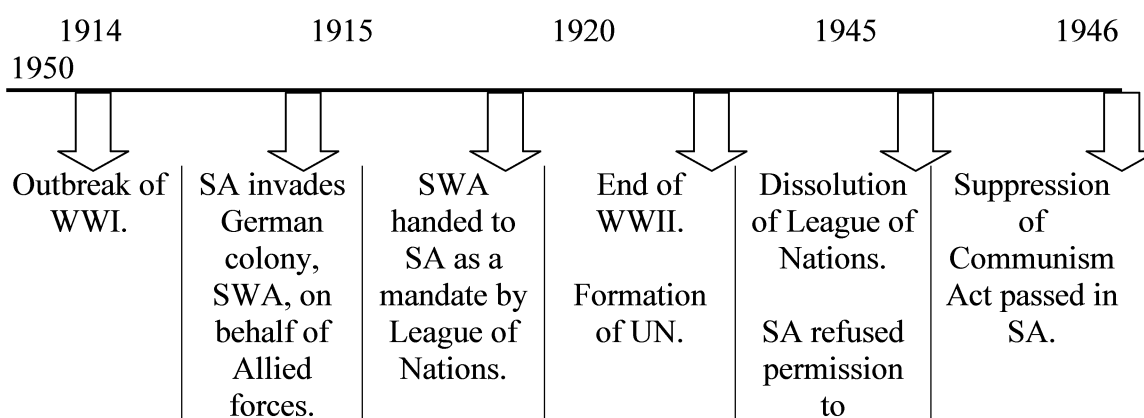 1914 1915 1920 1945 1946
1950
Outbreak of
WWI.
SA invades
German
colony,
SWA, on
behalf of
Allied
forces.
SWA
handed to
SA as a
mandate by
League of
Nations.
End of
WWII.
Formation
of UN.
Dissolution
of League of
Nations.
SA refused
permission
to
Suppression
of
Communism
Act passed in
SA.